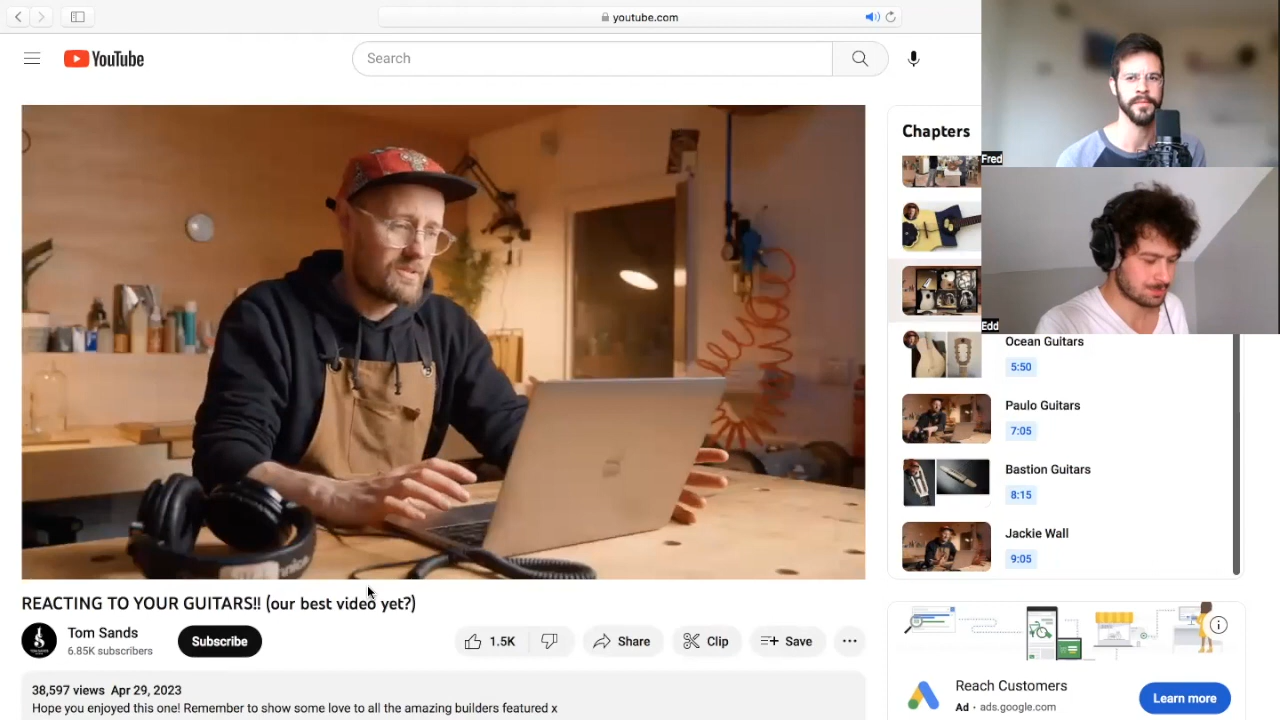 youtube.com
YouTube
Search
Chapters
Fred
Edd
Ocean Guitars
5:50
Paulo Guitars
7:05
Bastion Guitars
8:15
Jackie Wall
9:05
REACTING TO YOUR GUITARS!! (our best video yet?)
Tom Sands
6.85K subscribers
Subscribe
1.5K
Share
Clip
Save
38,597 views Apr 29, 2023
Hope you enjoyed this one! Remember to show some love to all the amazing builders featured x
Reach Customers
Ad • ads.google.com
Learn more